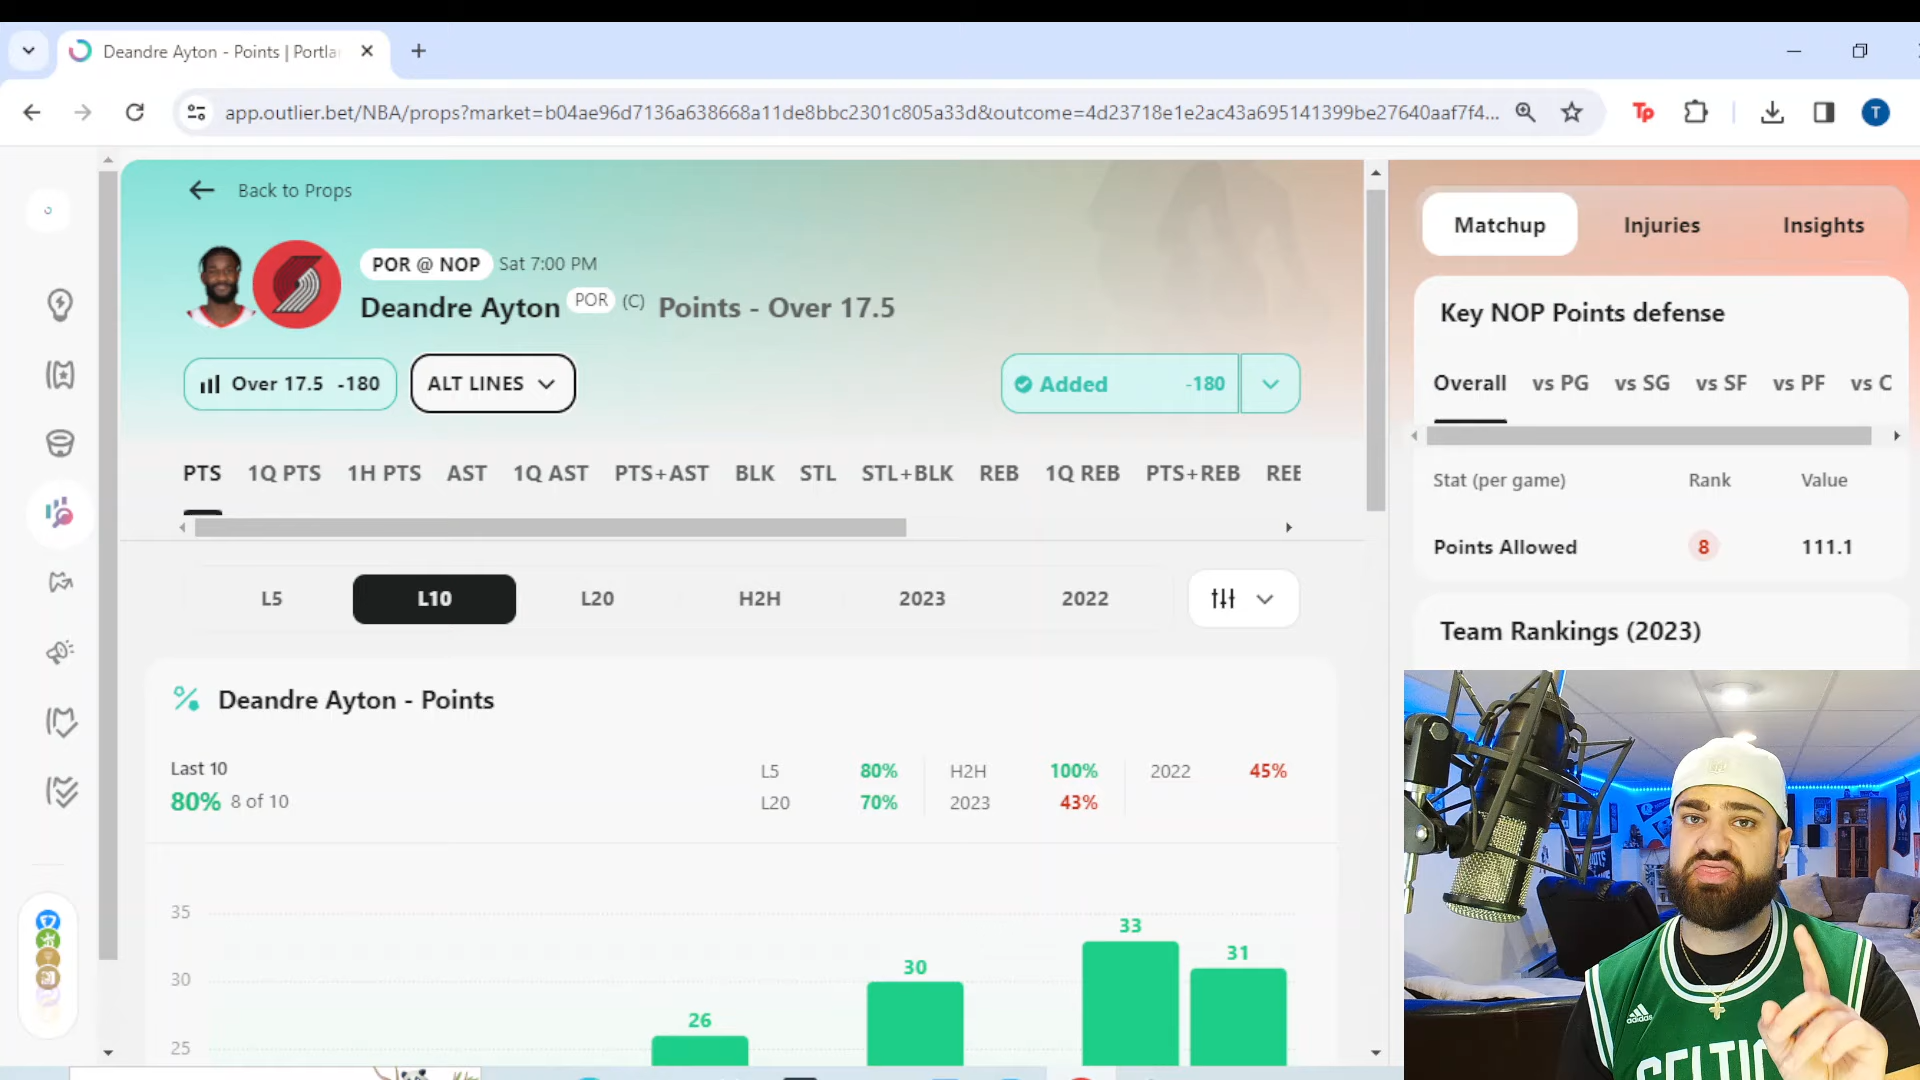 Deandre Ayton - Points | Portla
app.outlier.bet/NBA/props?market=b04ae96d7136a638668a11de8bbc2301c805a33d&outcome=4d23718e1e2ac43a695141399be27640aaf7f4...
Tp
T
Back to Props
POR @ NOP Sat 7:00 PM
Deandre Ayton POR (C) Points - Over 17.5
Over 17.5 -180
ALT LINES
Added -180
PTS 1Q PTS 1H PTS AST 1Q AST PTS+AST BLK STL STL+BLK REB 1Q REB PTS+REB REE
L5 L10 L20 H2H 2023 2022
Deandre Ayton - Points
Last 10
80% 8 of 10
L5 80% H2H 100% 2022 45%
L20 70% 2023 43%
35
30
25
26
30
33
31
Matchup Injuries Insights
Key NOP Points defense
Overall vs PG vs SG vs SF vs PF vs C
Stat (per game) Rank Value
Points Allowed 8 111.1
Team Rankings (2023)
adidas
CELTIC